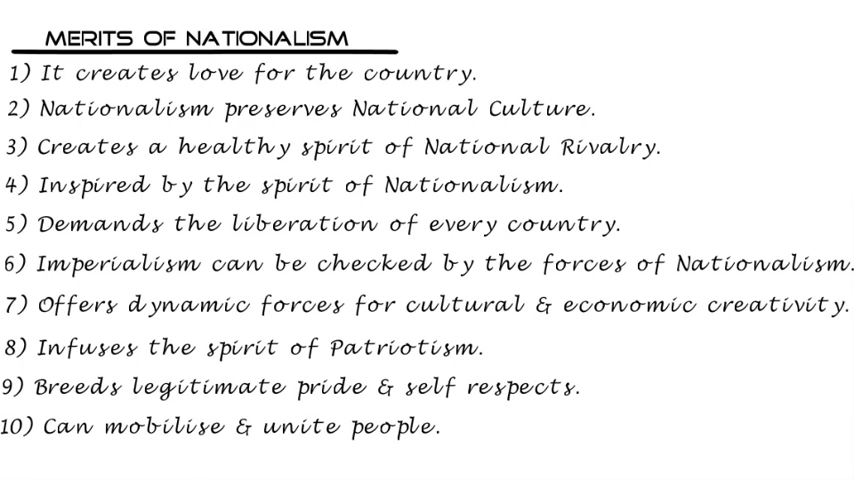 MERITS OF NATIONALISM
1) It creates love for the country.
2) Nationalism preserves National Culture.
3) Creates a healthy spirit of National Rivalry.
4) Inspired by the spirit of Nationalism.
5) Demands the liberation of every country.
6) Imperialism can be checked by the forces of Nationalism.
7) Offers dynamic forces for cultural & economic creativity.
8) Infuses the spirit of Patriotism.
9) Breeds legitimate pride & self respects.
10) Can mobilise & unite people.